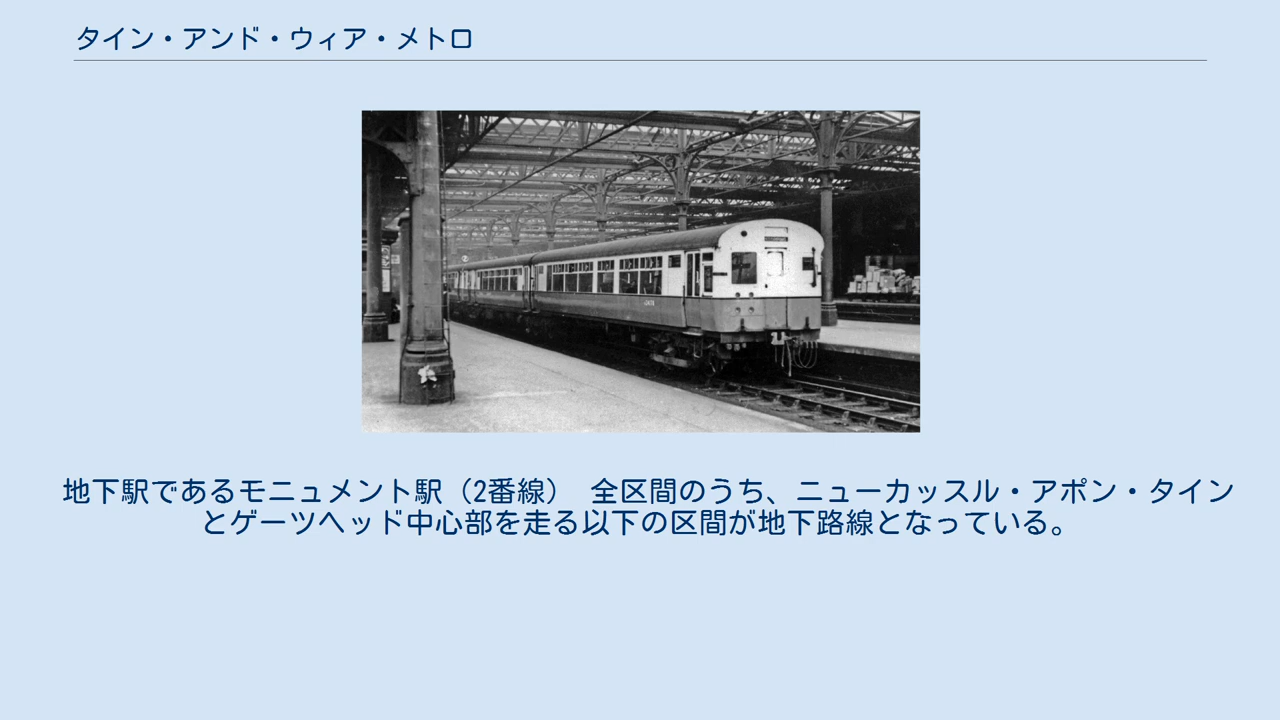 タイン・アンド・ウィア・メトロ
地下駅であるモニュメント駅（2番線） 全区間のうち、ニューカッスル・アポン・タイン
とゲーツヘッド中心部を走る以下の区間が地下路線となっている。